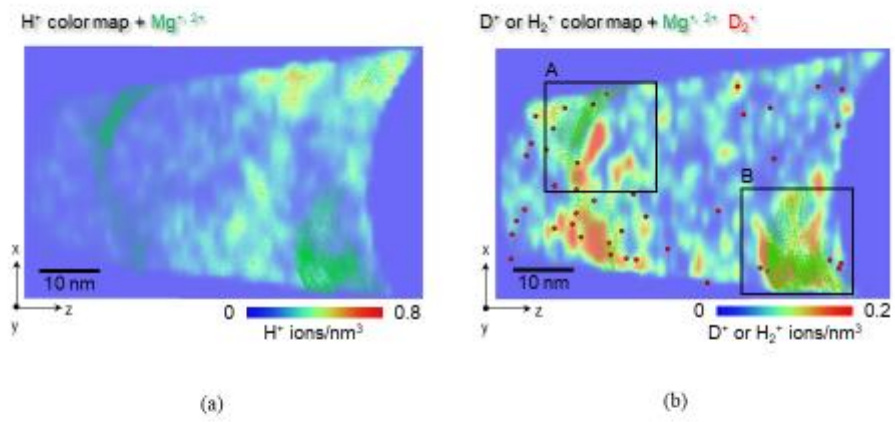 H⁺ color map + Mg⁺˒ ²⁺
x
y
z
10 nm
0
0.8
H⁺ ions/nm³
(a)
D⁺ or H₂⁺ color map + Mg⁺˒ ²⁺ D₂⁺
A
B
x
y
z
10 nm
0
0.2
D⁺ or H₂⁺ ions/nm³
(b)